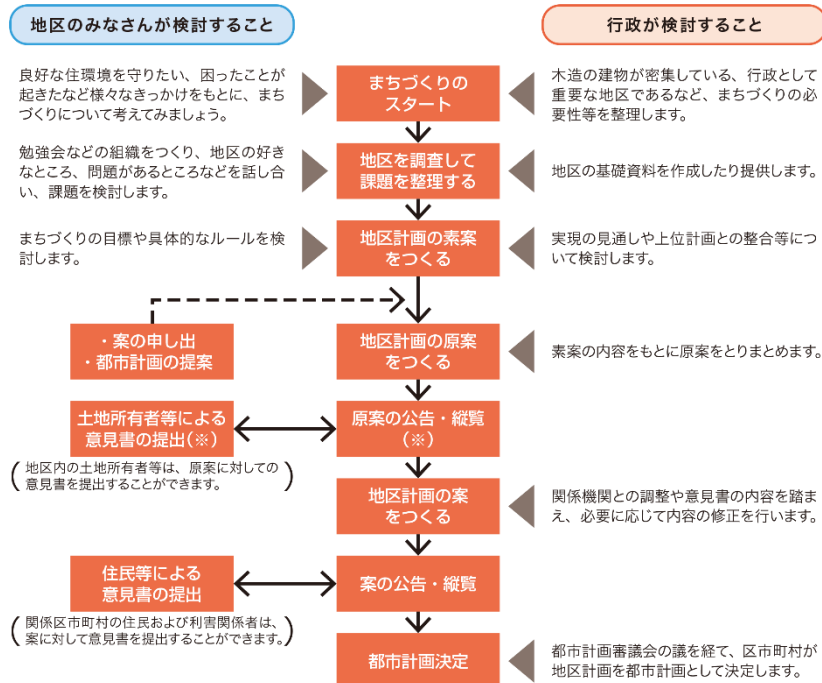 地区のみなさんが検討すること
行政が検討すること
良好な住環境を守りたい、困ったことが
起きたなど様々なきっかけをもとに、まち
づくりについて考えてみましょう。
まちづくりの
スタート
木造の建物が密集している、行政として
重要な地区であるなど、まちづくりの必
要性等を整理します。
勉強会などの組織をつくり、地区の好き
なところ、問題があるところなどを話し合
い、課題を検討します。
地区を調査して
課題を整理する
地区の基礎資料を作成したり提供します。
まちづくりの目標や具体的なルールを検
討します。
地区計画の素案
をつくる
実現の見通しや上位計画との整合等につ
いて検討します。
・案の申し出
・都市計画の提案
地区計画の原案
をつくる
素案の内容をもとに原案をとりまとめます。
土地所有者等による
意見書の提出(※)
(地区内の土地所有者等は、原案に対しての
意見書を提出することができます。)
原案の公告・縦覧
(※)
地区計画の案
をつくる
関係機関との調整や意見書の内容を踏ま
え、必要に応じて内容の修正を行います。
住民等による
意見書の提出
(関係区市町村の住民および利害関係者は、
案に対して意見書を提出することができます。)
案の公告・縦覧
都市計画決定
都市計画審議会の議を経て、区市町村が
地区計画を都市計画として決定します。